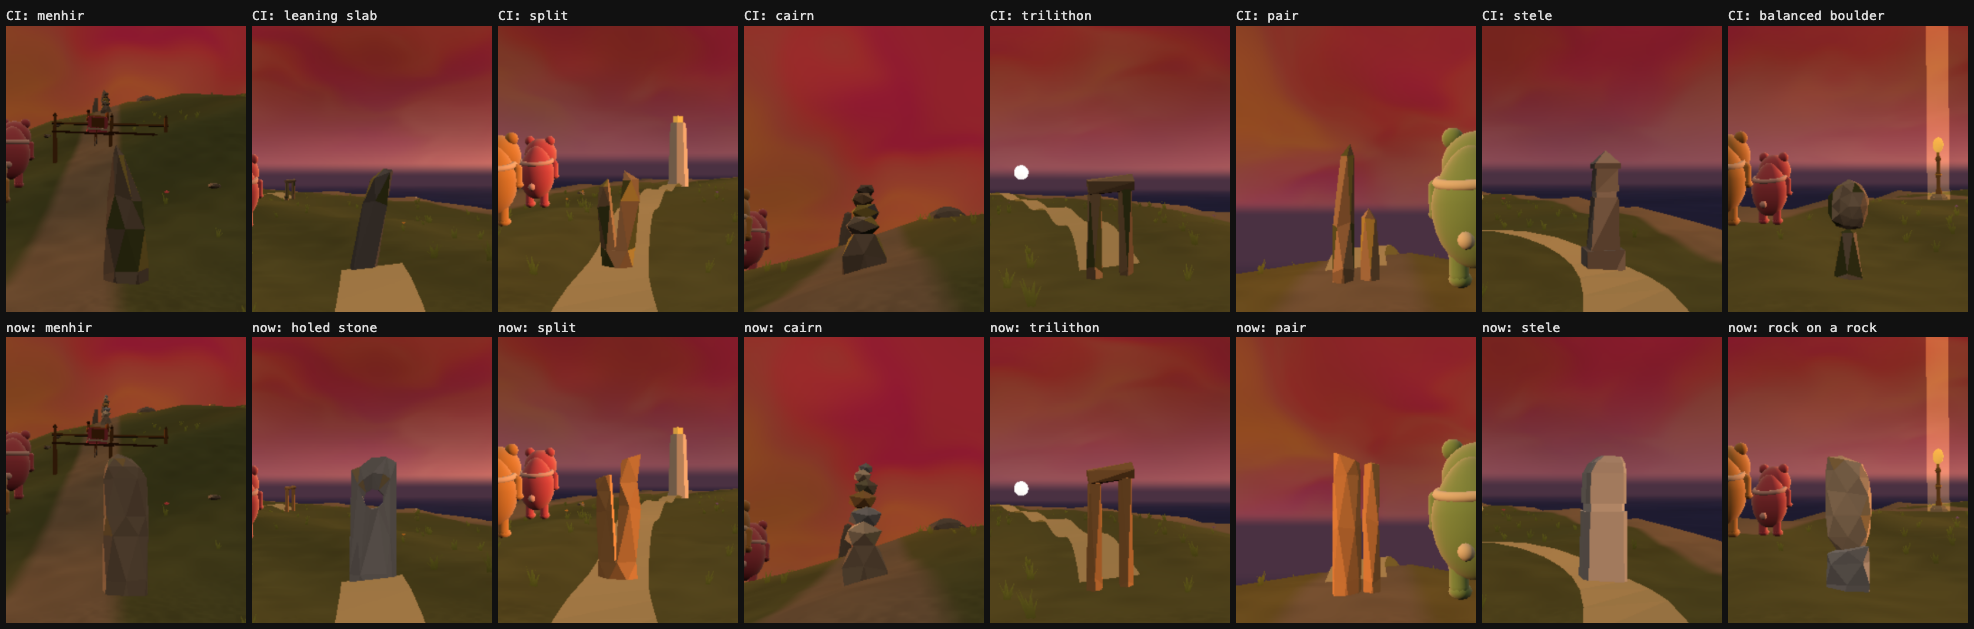 CI: menhir
CI: leaning slab
CI: split
CI: cairn
CI: trilithon
CI: pair
CI: stele
CI: balanced boulder
now: menhir
now: holed stone
now: split
now: cairn
now: trilithon
now: pair
now: stele
now: rock on a rock